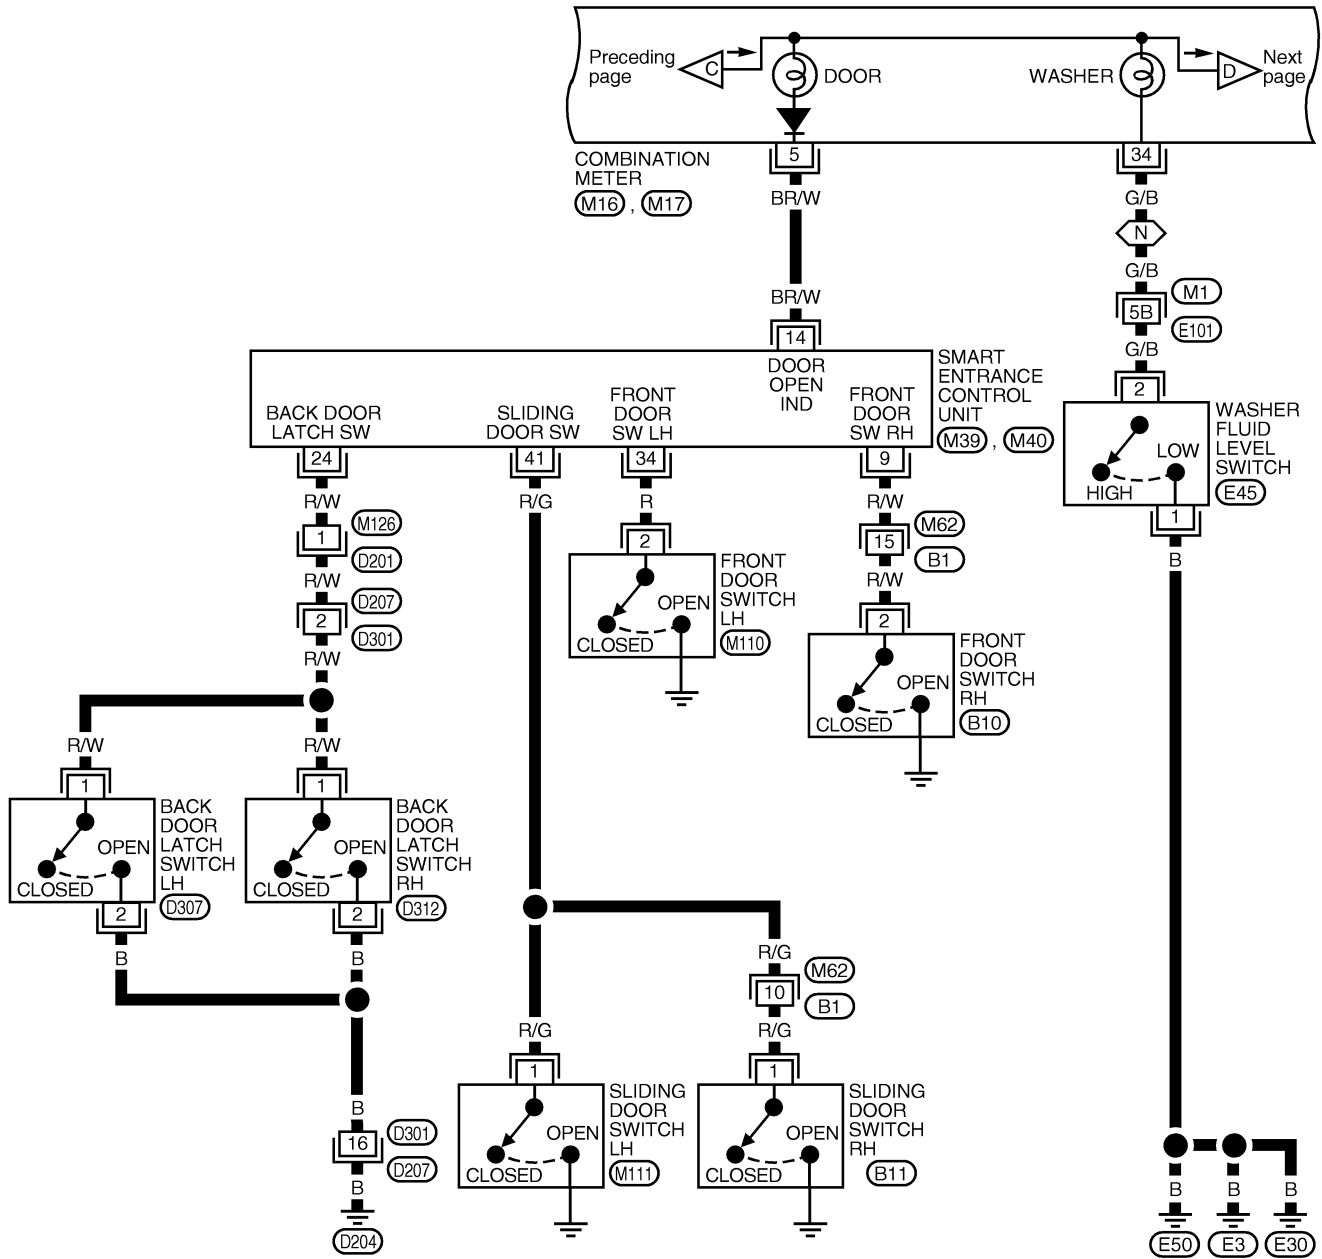 Preceding
page
C
DOOR
WASHER
D
Next
page
5
34
COMBINATION
METER
M16 , M17
BR/W
G/B
N
G/B
BR/W
M1
5B
E101
14
G/B
2
DOOR
OPEN
IND
SMART
ENTRANCE
CONTROL
UNIT
M39 , M40
BACK DOOR
LATCH SW
SLIDING
DOOR SW
FRONT
DOOR
SW LH
FRONT
DOOR
SW RH
WASHER
FLUID
LEVEL
SWITCH
E45
LOW
HIGH
1
B
24
41
34
9
R/W
R/G
R
R/W
1
M126
D201
2
15
M62
B1
R/W
R/W
2
D207
D301
OPEN
CLOSED
FRONT
DOOR
SWITCH
LH
M110
2
R/W
OPEN
CLOSED
FRONT
DOOR
SWITCH
RH
B10
R/W
R/W
1
1
OPEN
CLOSED
BACK
DOOR
LATCH
SWITCH
LH
D307
OPEN
CLOSED
BACK
DOOR
LATCH
SWITCH
RH
D312
2
2
B
B
R/G
10
M62
B1
R/G
R/G
1
1
B
16
D301
D207
B
D204
OPEN
CLOSED
SLIDING
DOOR
SWITCH
LH
M111
OPEN
CLOSED
SLIDING
DOOR
SWITCH
RH
B11
B
B
B
E50
E3
E30